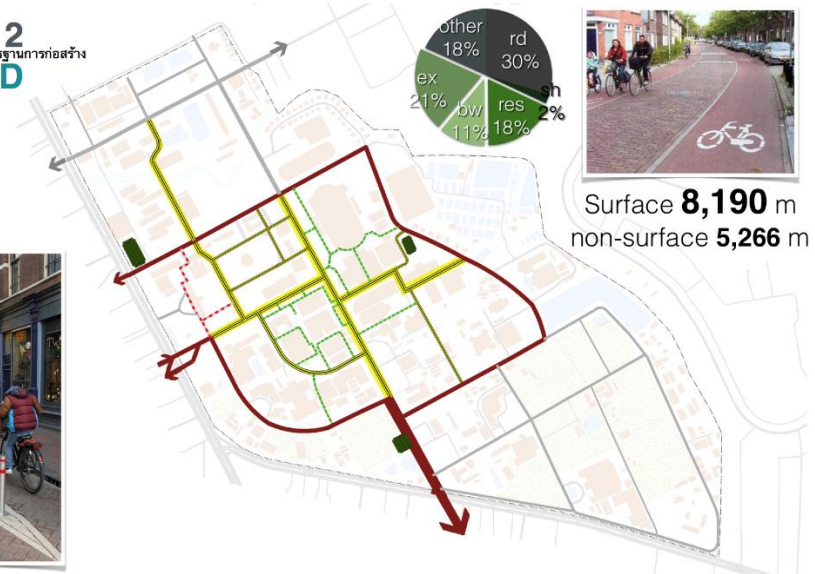 2
รฐานการก่อสร้าง
D
other
18%
rd
30%
sh
2%
res
18%
bw
11%
ex
21%
Surface 8,190 m
non-surface 5,266 m